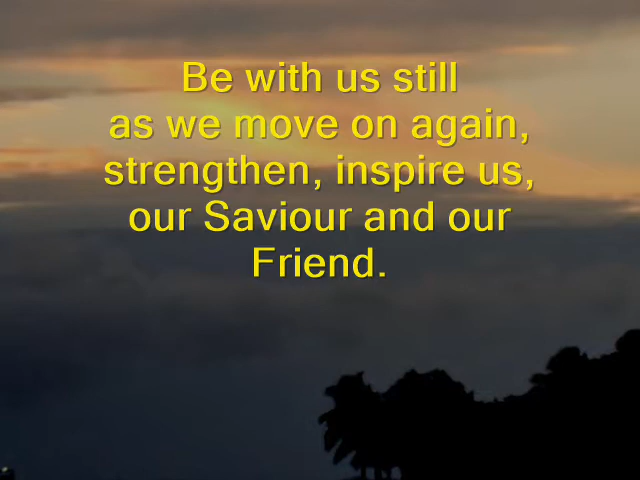 Be with us still
as we move on again,
strengthen, inspire us,
our Saviour and our
Friend.